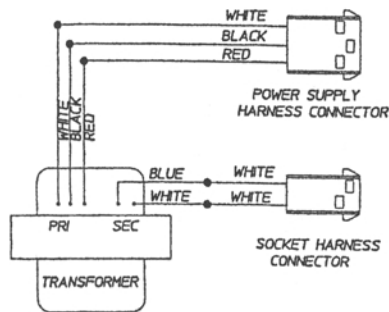 WHITE
BLACK
RED
POWER SUPPLY
HARNESS CONNECTOR
WHITE
BLACK
RED
BLUE WHITE
WHITE WHITE
PRI SEC
SOCKET HARNESS
CONNECTOR
TRANSFORMER